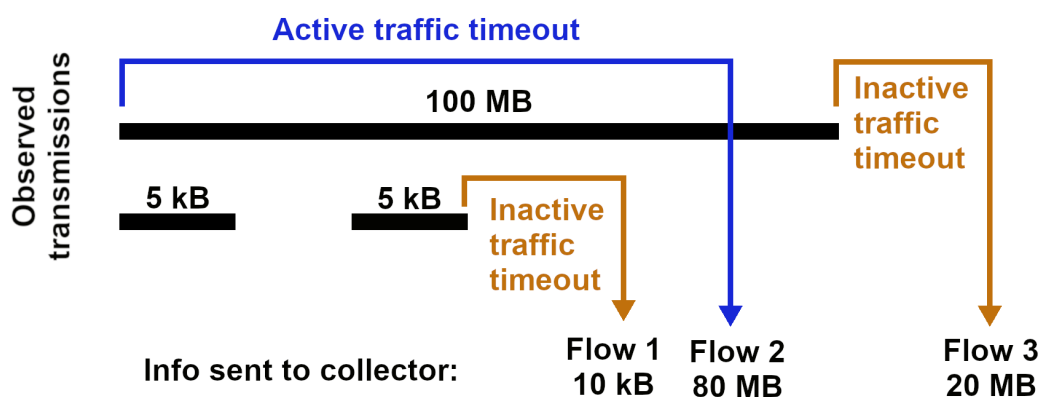 Active traffic timeout
Observed
transmissions
100 MB
Inactive
traffic
timeout
5 kB
5 kB
Inactive
traffic
timeout
Info sent to collector:
Flow 1
10 kB
Flow 2
80 MB
Flow 3
20 MB